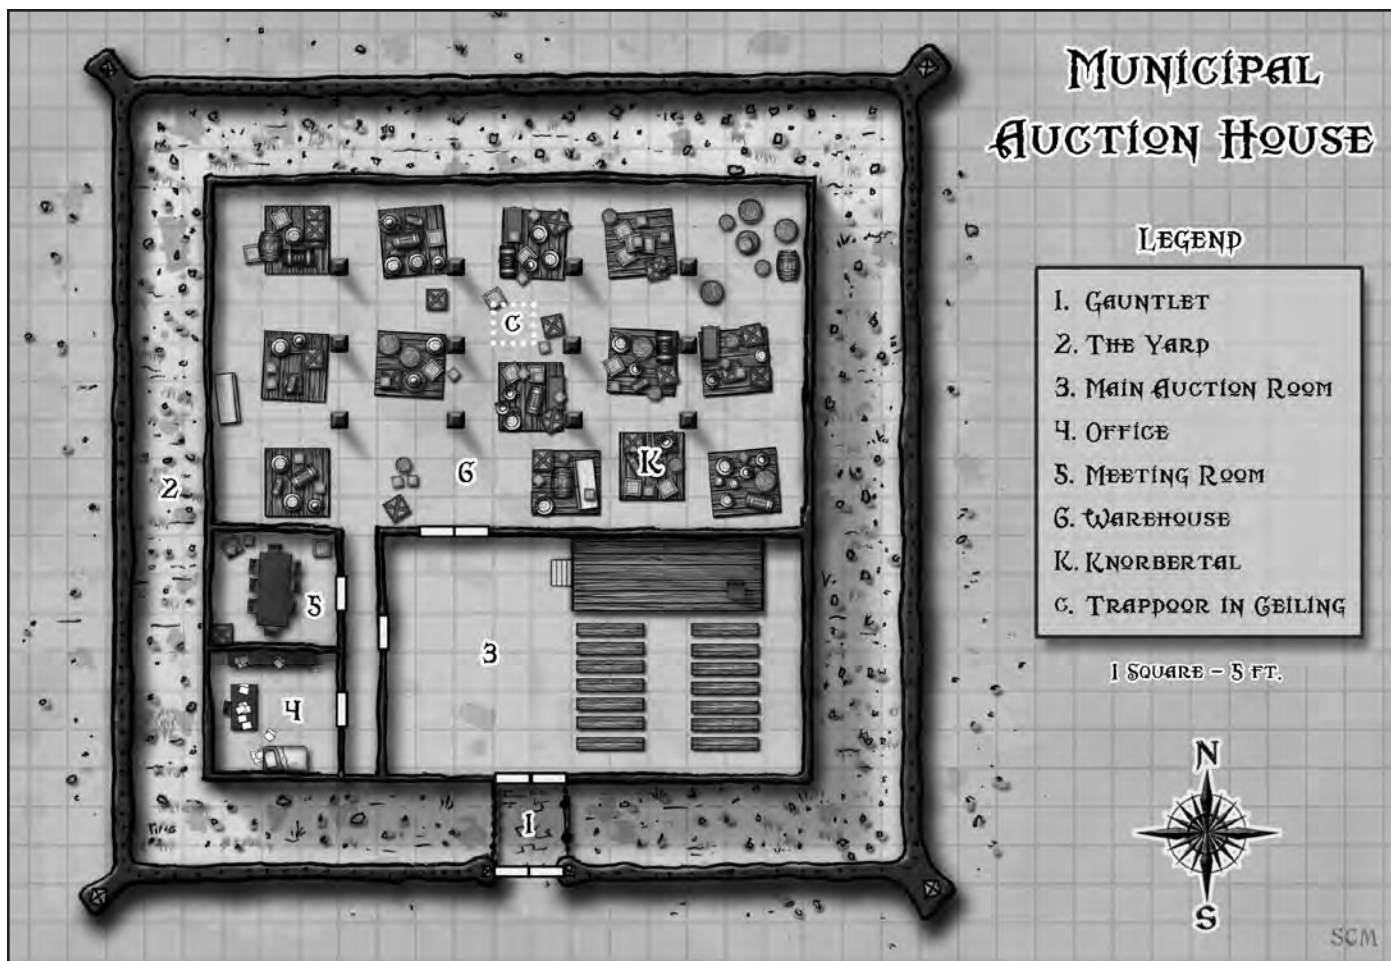 Municipal
Auction House
Legend
1. Gauntlet
2. The Yard
3. Main Auction Room
4. Office
5. Meeting Room
6. Warehouse
K. Knorbertal
C. Trapdoor in Ceiling
1 Square – 5 ft.
C
K
6
2
5
3
4
1
N
S
SCM